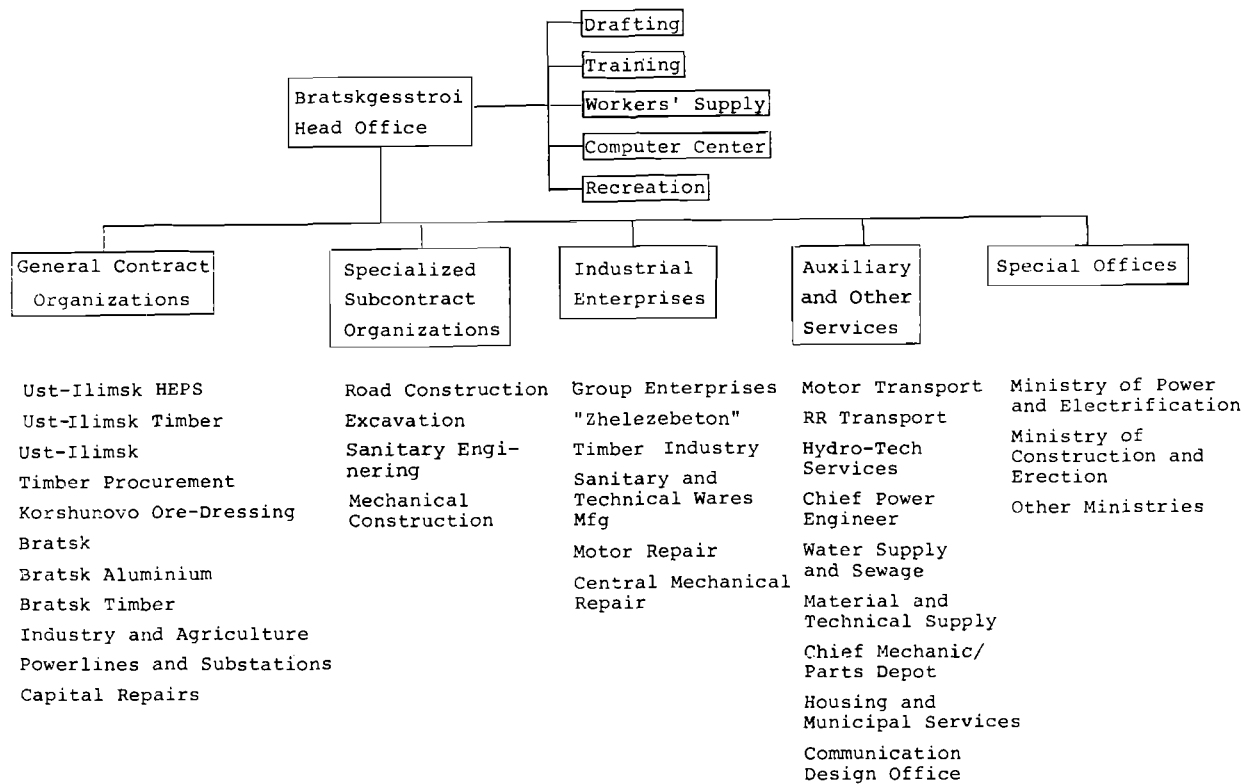 Drafting
Training
Bratskgesstroi
Head Office
Workers' Supply
Computer Center
Recreation
General Contract
Organizations
Specialized
Subcontract
Organizations
Industrial
Enterprises
Auxiliary
and Other
Services
Special Offices
Ust-Ilimsk HEPS
Ust-Ilimsk Timber
Ust-Ilimsk
Timber Procurement
Korshunovo Ore-Dressing
Bratsk
Bratsk Aluminium
Bratsk Timber
Industry and Agriculture
Powerlines and Substations
Capital Repairs
Road Construction
Excavation
Sanitary Engi-
nering
Mechanical
Construction
Group Enterprises
"Zhelezebeton"
Timber Industry
Sanitary and
Technical Wares
Mfg
Motor Repair
Central Mechanical
Repair
Motor Transport
RR Transport
Hydro-Tech
Services
Chief Power
Engineer
Water Supply
and Sewage
Material and
Technical Supply
Chief Mechanic/
Parts Depot
Housing and
Municipal Services
Communication
Design Office
Ministry of Power
and Electrification
Ministry of
Construction and
Erection
Other Ministries